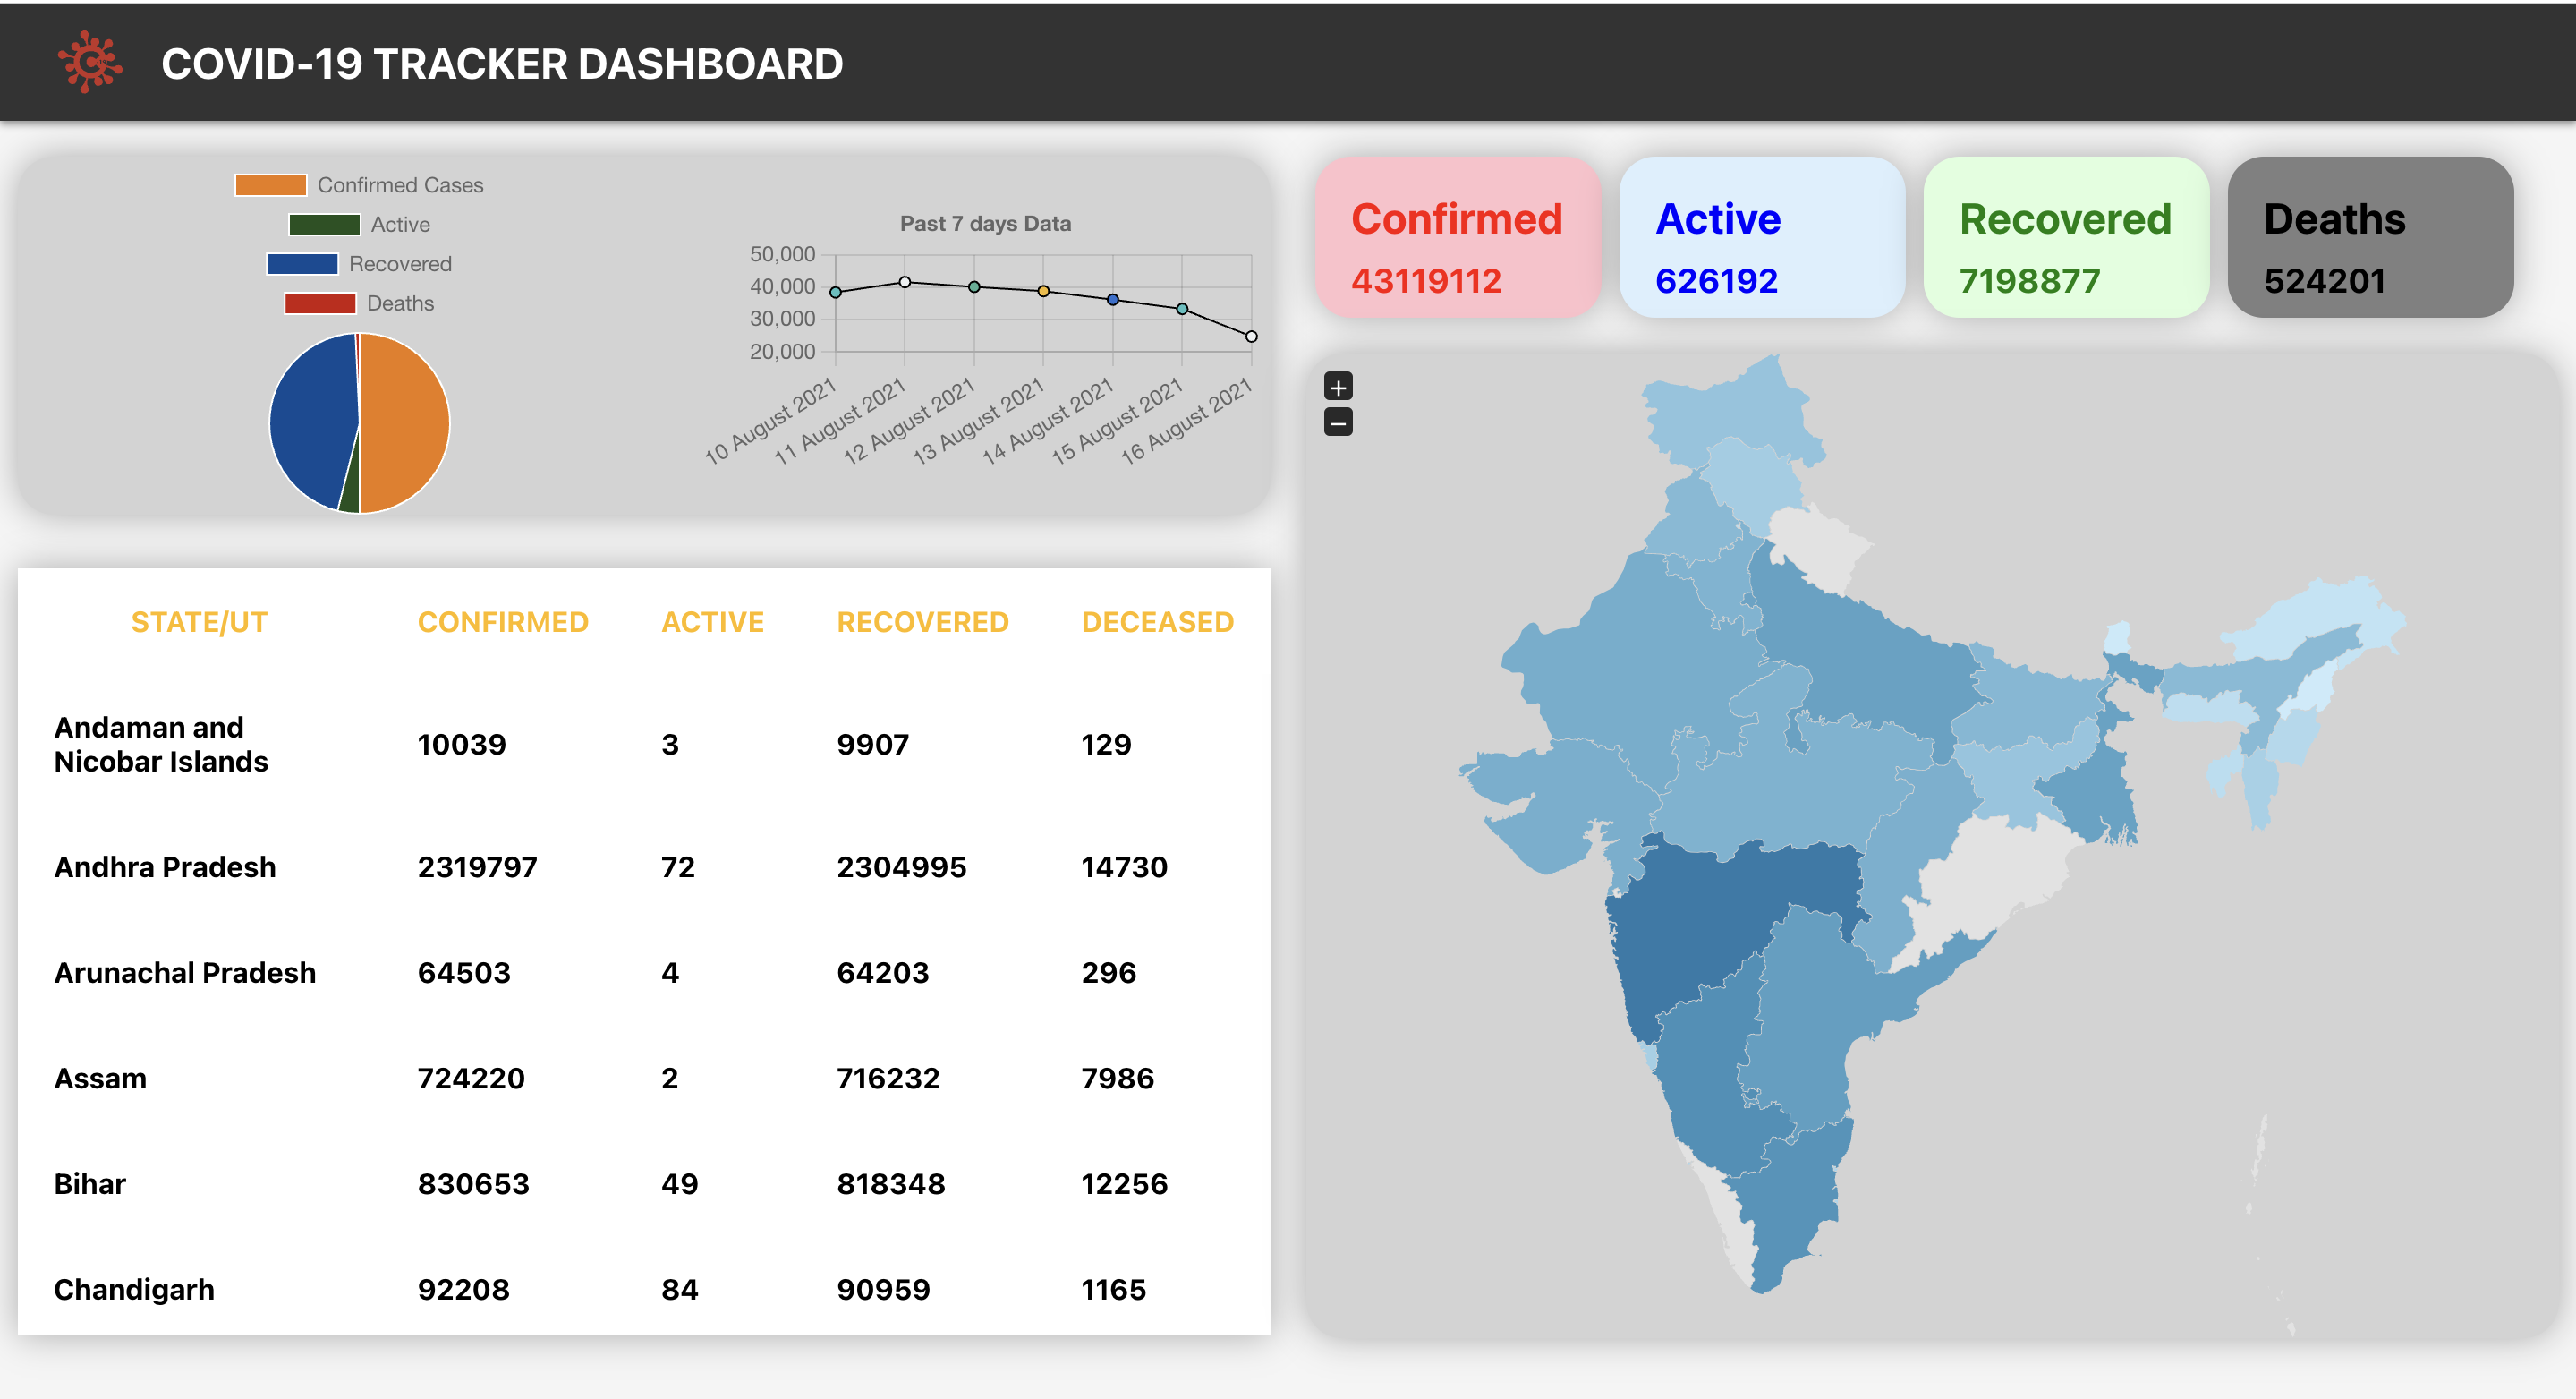 COVID-19 TRACKER DASHBOARD
Confirmed Cases
Active
Recovered
Deaths
Past 7 days Data
50,000
40,000
30,000
20,000
10 August 2021
11 August 2021
12 August 2021
13 August 2021
14 August 2021
15 August 2021
16 August 2021
Confirmed
43119112
Active
626192
Recovered
7198877
Deaths
524201
+
−
STATE/UT CONFIRMED ACTIVE RECOVERED DECEASED
Andaman and
Nicobar Islands 10039 3 9907 129
Andhra Pradesh 2319797 72 2304995 14730
Arunachal Pradesh 64503 4 64203 296
Assam 724220 2 716232 7986
Bihar 830653 49 818348 12256
Chandigarh 92208 84 90959 1165